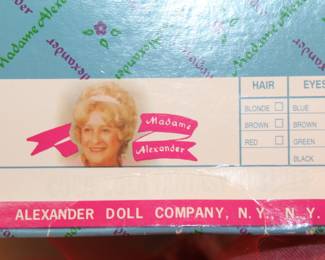 Madame Alexander
Madame
Alexander
HAIR EYES
BLONDE BLUE
BROWN BROWN
RED GREEN
BLACK
ALEXANDER DOLL COMPANY, N.Y., N.Y.